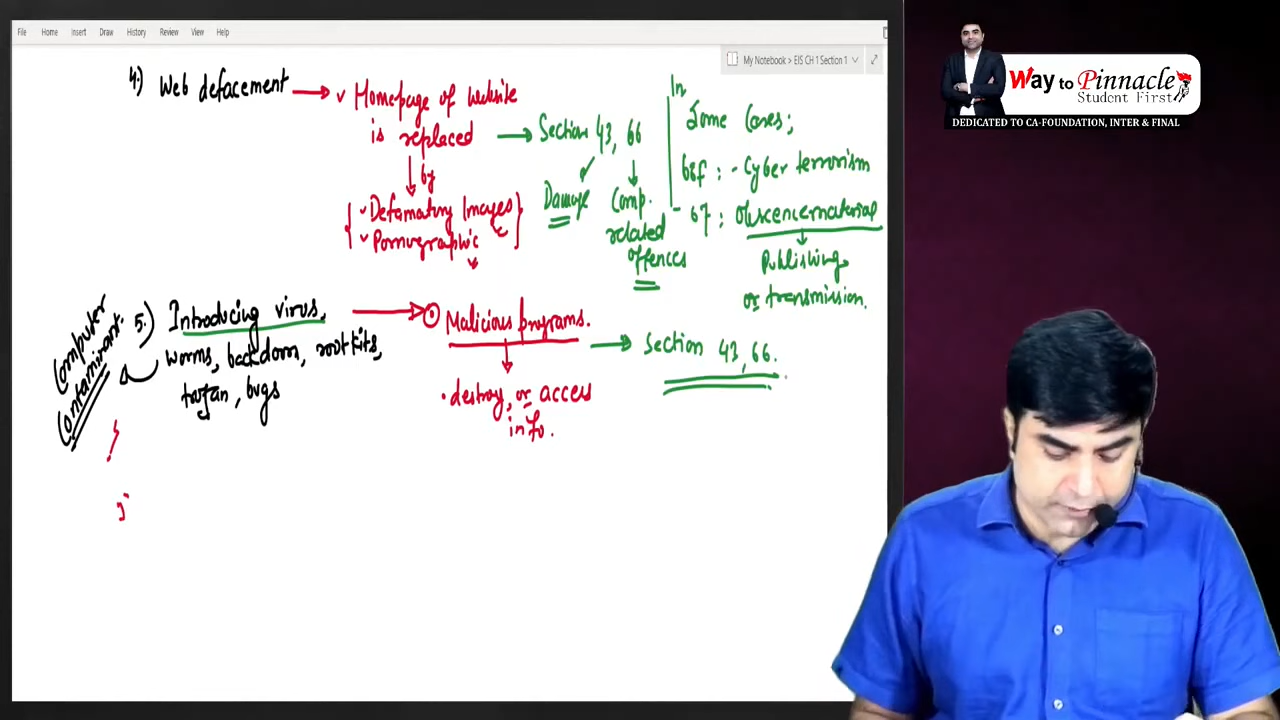 File Home Insert Draw History Review View Help
My Notebook > EIS CH 1 Section 1
Way to Pinnacle
Student First
DEDICATED TO CA-FOUNDATION, INTER & FINAL
4) Web defacement → Homepage of website
is replaced → Section 43, 66
by
{ Defamatory Images }
Pornographic
Damage
Comp.
related
offences
In
Some Cases;
66f : - Cyber terrorism
67 : Obscene material
Publishing
or transmission.
Computer
Contaminant.
5.) Introducing virus,
worms, backdoors, rootkits,
trojan, bugs
Malicious programs.
→ Section 43, 66.
destroy, or access
info.